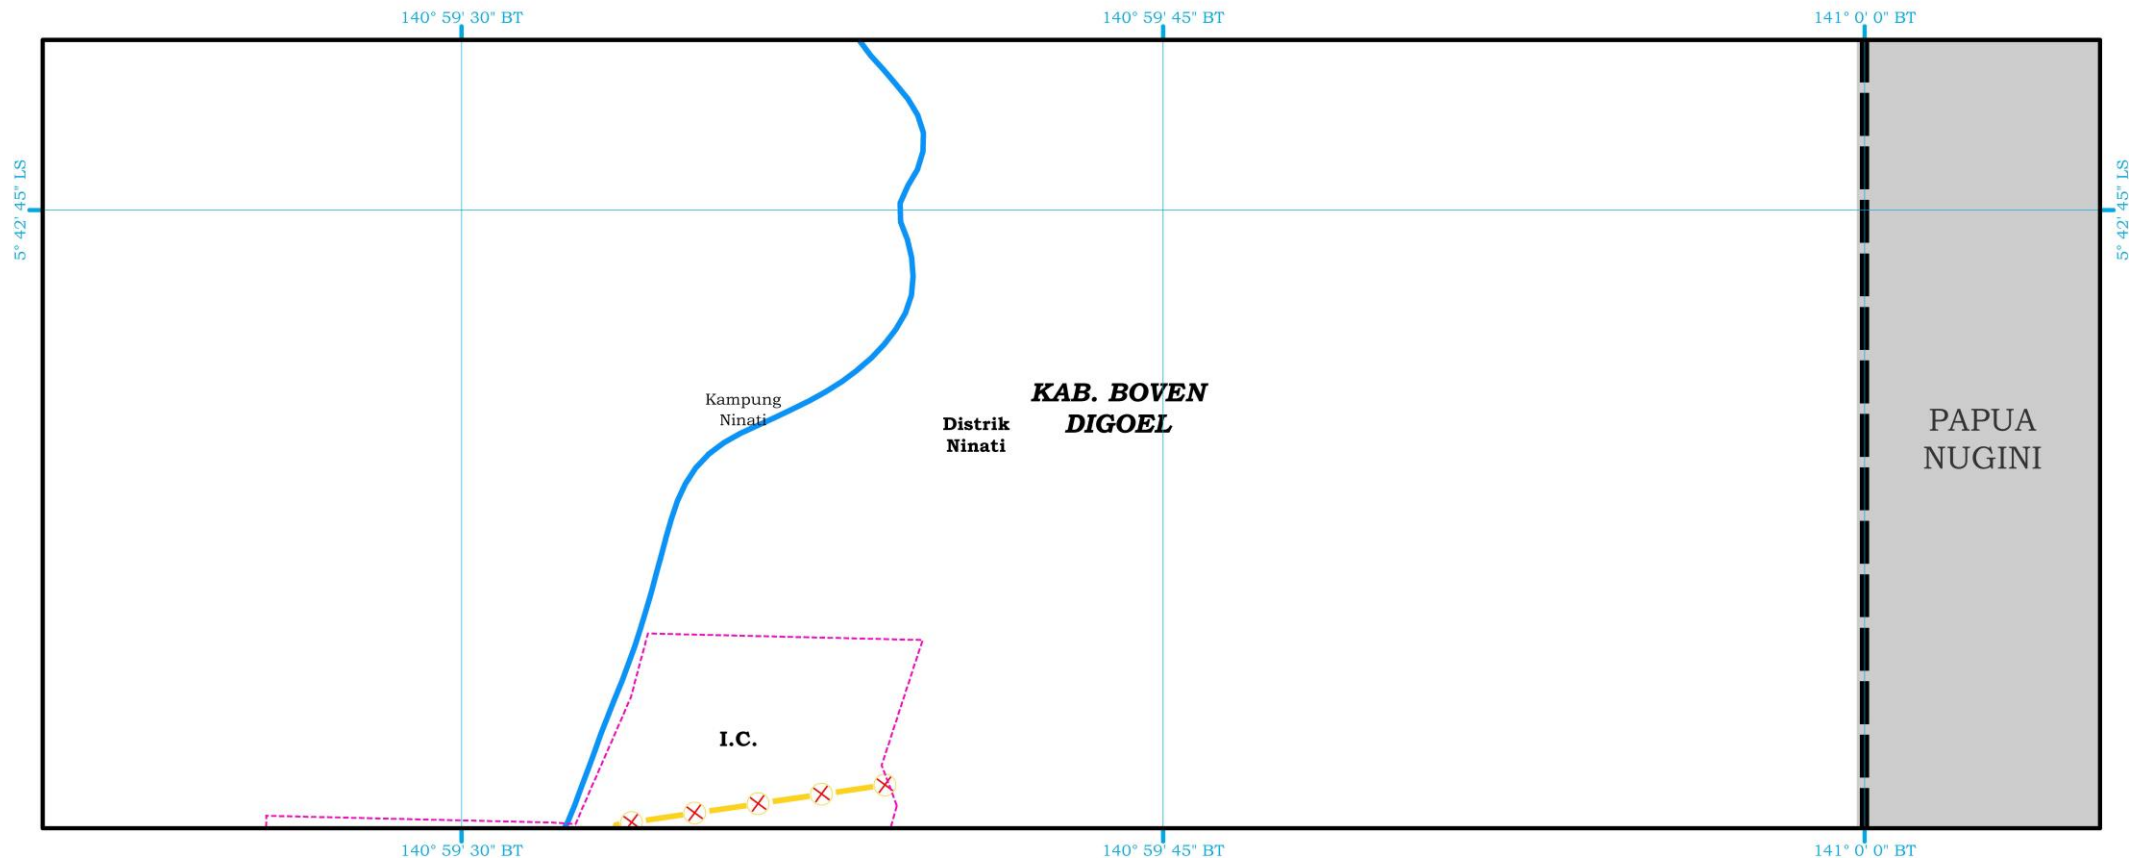 140° 59' 30" BT
140° 59' 45" BT
141° 0' 0" BT
5° 42' 45" LS
5° 42' 45" LS
Kampung
Ninati
Distrik
Ninati
KAB. BOVEN
DIGOEL
PAPUA
NUGINI
I.C.
140° 59' 30" BT
140° 59' 45" BT
141° 0' 0" BT